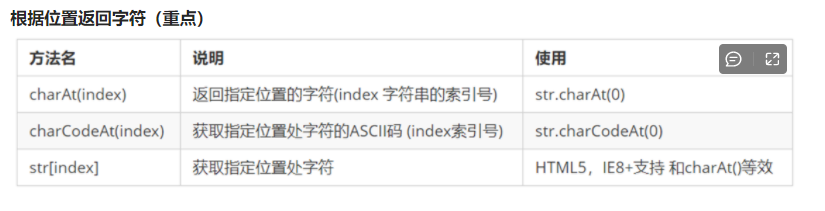 根据位置返回字符（重点）
方法名 说明 使用
charAt(index) 返回指定位置的字符(index 字符串的索引号) str.charAt(0)
charCodeAt(index) 获取指定位置处字符的ASCII码 (index索引号) str.charCodeAt(0)
str[index] 获取指定位置处字符 HTML5，IE8+支持 和charAt()等效